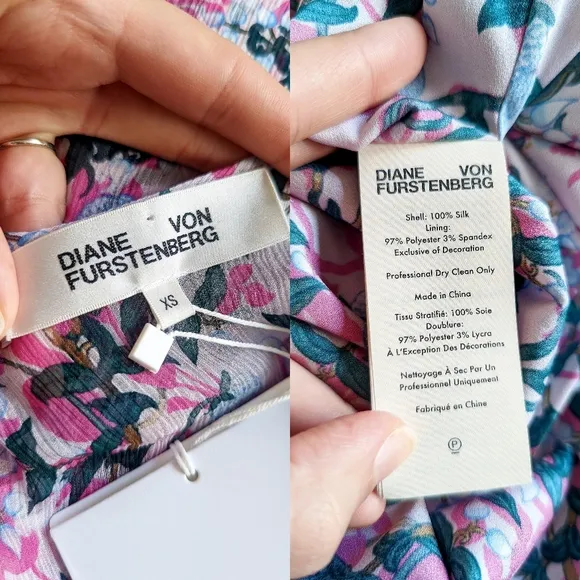 DIANE VON
FURSTENBERG
XS
DIANE VON
FURSTENBERG
Shell: 100% Silk
Lining:
97% Polyester 3% Spandex
Exclusive of Decoration
Professional Dry Clean Only
Made in China
Tissu Stratifié: 100% Soie
Doublure:
97% Polyester 3% Lycra
À L'Exception Des Décorations
Nettoyage À Sec Par Un
Professionel Uniquement
Fabriqué en Chine
P